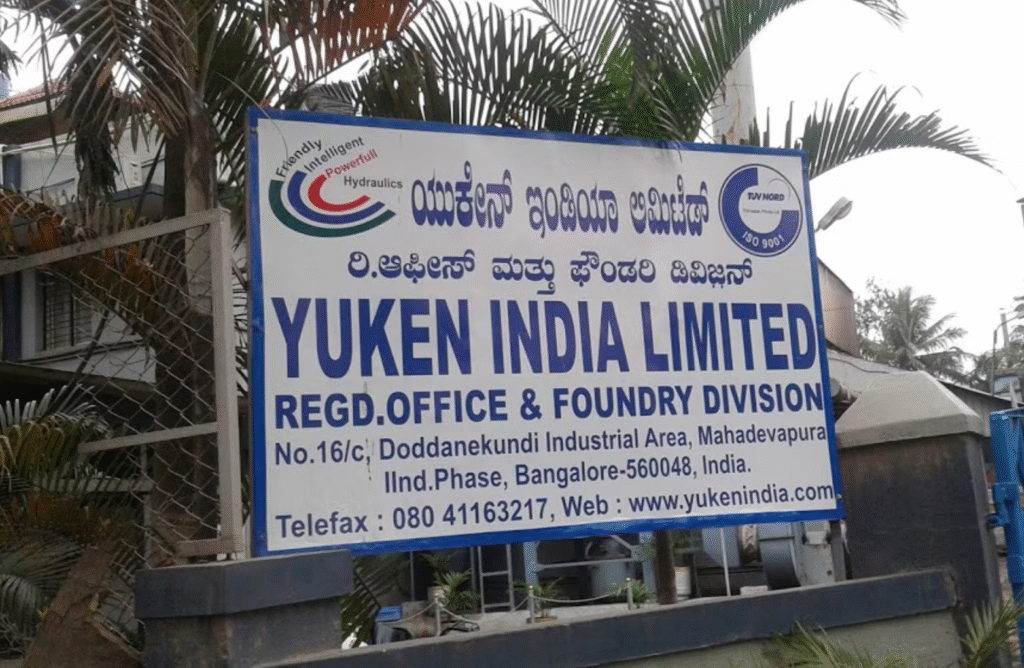 Friendly
Intelligent
Powerfull
Hydraulics
ಯುಕೇನ್ ಇಂಡಿಯಾ ಲಿಮಿಟೆಡ್
TUV NORD
ISO 9001
ರಿ.ಆಫೀಸ್ ಮತ್ತು ಫೌಂಡರಿ ಡಿವಿಜನ್
YUKEN INDIA LIMITED
REGD.OFFICE & FOUNDRY DIVISION
No.16/c, Doddanekundi Industrial Area, Mahadevapura
IInd.Phase, Bangalore-560048, India.
Telefax : 080 41163217, Web : www.yukenindia.com